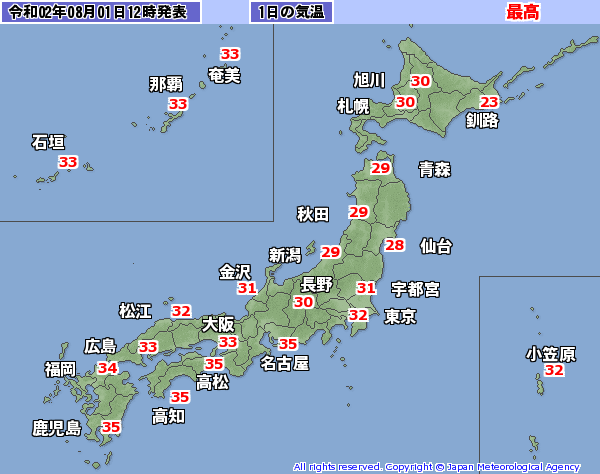 令和02年08月01日12時発表
1日の気温
最高
33
奄美
那覇
33
石垣
33
旭川
30
札幌
30
23
釧路
29
青森
秋田
29
28
仙台
新潟
29
金沢
31
長野
30
31
宇都宮
32
東京
松江
32
大阪
33
広島
33
35
名古屋
福岡
34
35
高松
35
高知
鹿児島
35
小笠原
32
All rights reserved. Copyright © Japan Meteorological Agency